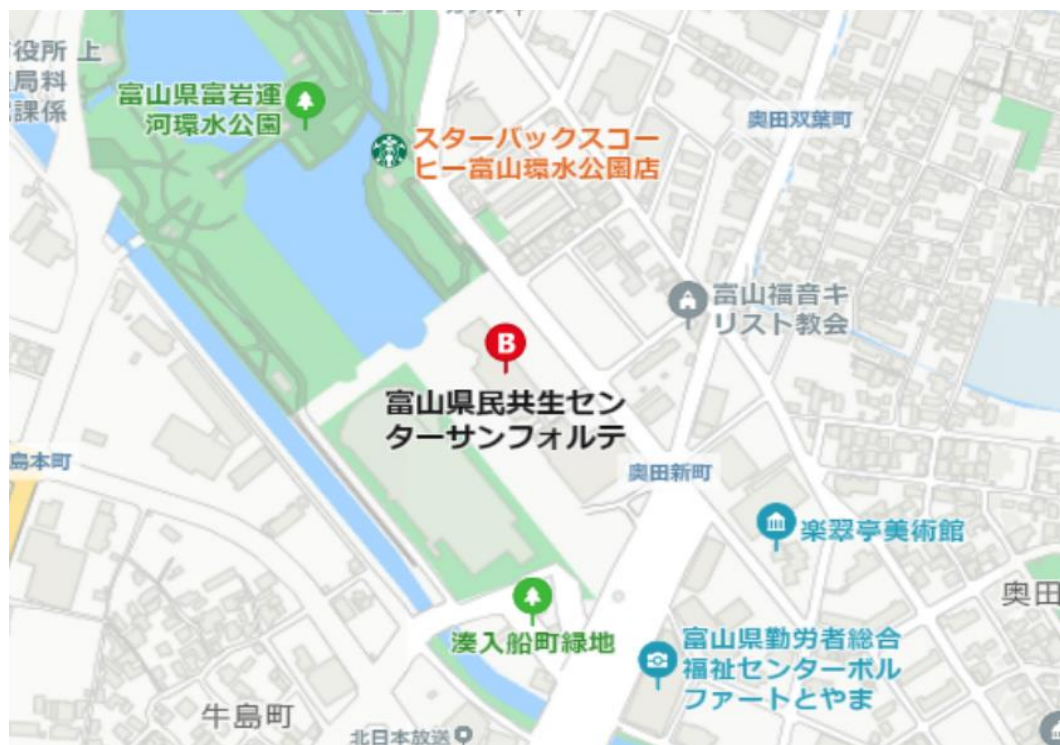 役所 上
局料
課係
富山県富岩運
河環水公園
スターバックスコー
ヒー富山環水公園店
奥田双葉町
富山福音キ
リスト教会
B
富山県民共生セン
ターサンフォルテ
島本町
奥田新町
楽翠亭美術館
奥田
湊入船町緑地
富山県勤労者総合
福祉センターボル
ファートとやま
牛島町
北日本放送